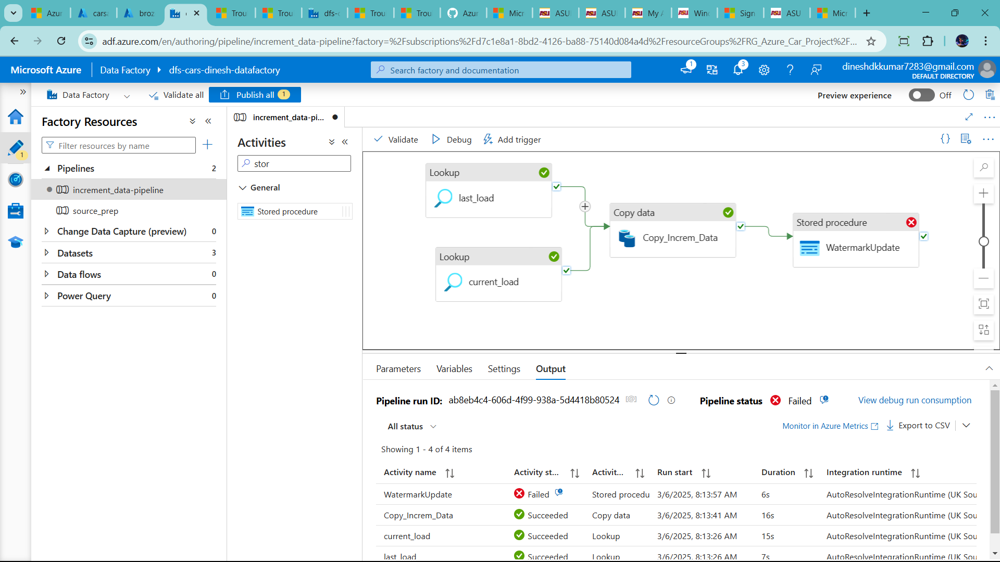 Azur
carsa
broz
Trou
Trou
dfs-c
Trou
Trou
Azur
Micr
ASU
ASU
My A
Wind
Sign
ASU
Micr
adf.azure.com/en/authoring/pipeline/increment_data-pipeline?factory=%2Fsubscriptions%2Fd7c1e8a1-8bd2-4126-ba88-75140d084a4d%2FresourceGroups%2FRG_Azure_Car_Project%2F...
Microsoft Azure
Data Factory
dfs-cars-dinesh-datafactory
Search factory and documentation
1
3
dineshdkkumar7283@gmail.com
DEFAULT DIRECTORY
Data Factory
Validate all
Publish all
1
Preview experience
Off
1
Factory Resources
Filter resources by name
Pipelines 2
increment_data-pipeline
source_prep
Change Data Capture (preview) 0
Datasets 3
Data flows 0
Power Query 0
increment_data-pi...
Activities
stor
General
Stored procedure
Validate
Debug
Add trigger
Lookup
last_load
Lookup
current_load
Copy data
Copy_Increm_Data
Stored procedure
WatermarkUpdate
Parameters
Variables
Settings
Output
Pipeline run ID: ab8eb4c4-606d-4f99-938a-5d4418b80524
Pipeline status Failed
View debug run consumption
All status
Monitor in Azure Metrics
Export to CSV
Showing 1 - 4 of 4 items
Activity name Activity st... Activit... Run start Duration Integration runtime
WatermarkUpdate Failed Stored procedu 3/6/2025, 8:13:57 AM 6s AutoResolveIntegrationRuntime (UK Sou
Copy_Increm_Data Succeeded Copy data 3/6/2025, 8:13:41 AM 16s AutoResolveIntegrationRuntime (UK Sou
current_load Succeeded Lookup 3/6/2025, 8:13:26 AM 15s AutoResolveIntegrationRuntime (UK Sou
last_load Succeeded Lookup 3/6/2025, 8:13:26 AM 7s AutoResolveIntegrationRuntime (UK Sou